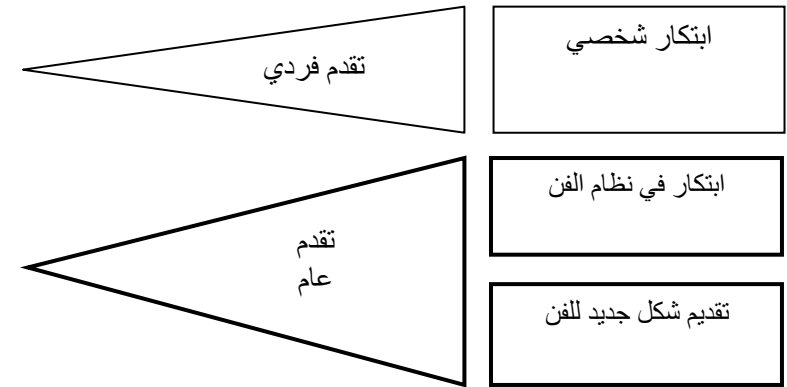 ابتكار شخصي
تقدم فردي
ابتكار في نظام الفن
تقدم
عام
تقديم شكل جديد للفن